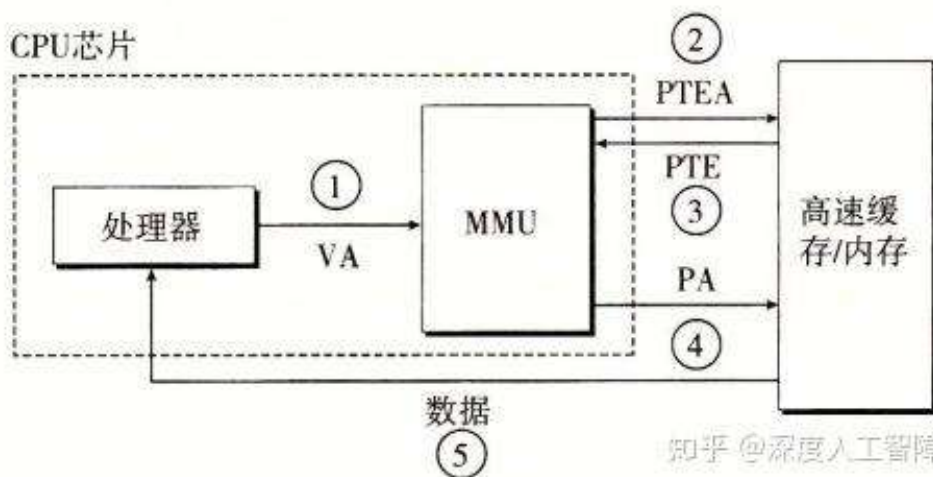 CPU芯片
②
PTEA
①
处理器
VA
MMU
PTE
③
高速缓
存/内存
PA
④
数据
⑤
知乎 @深度人工智障